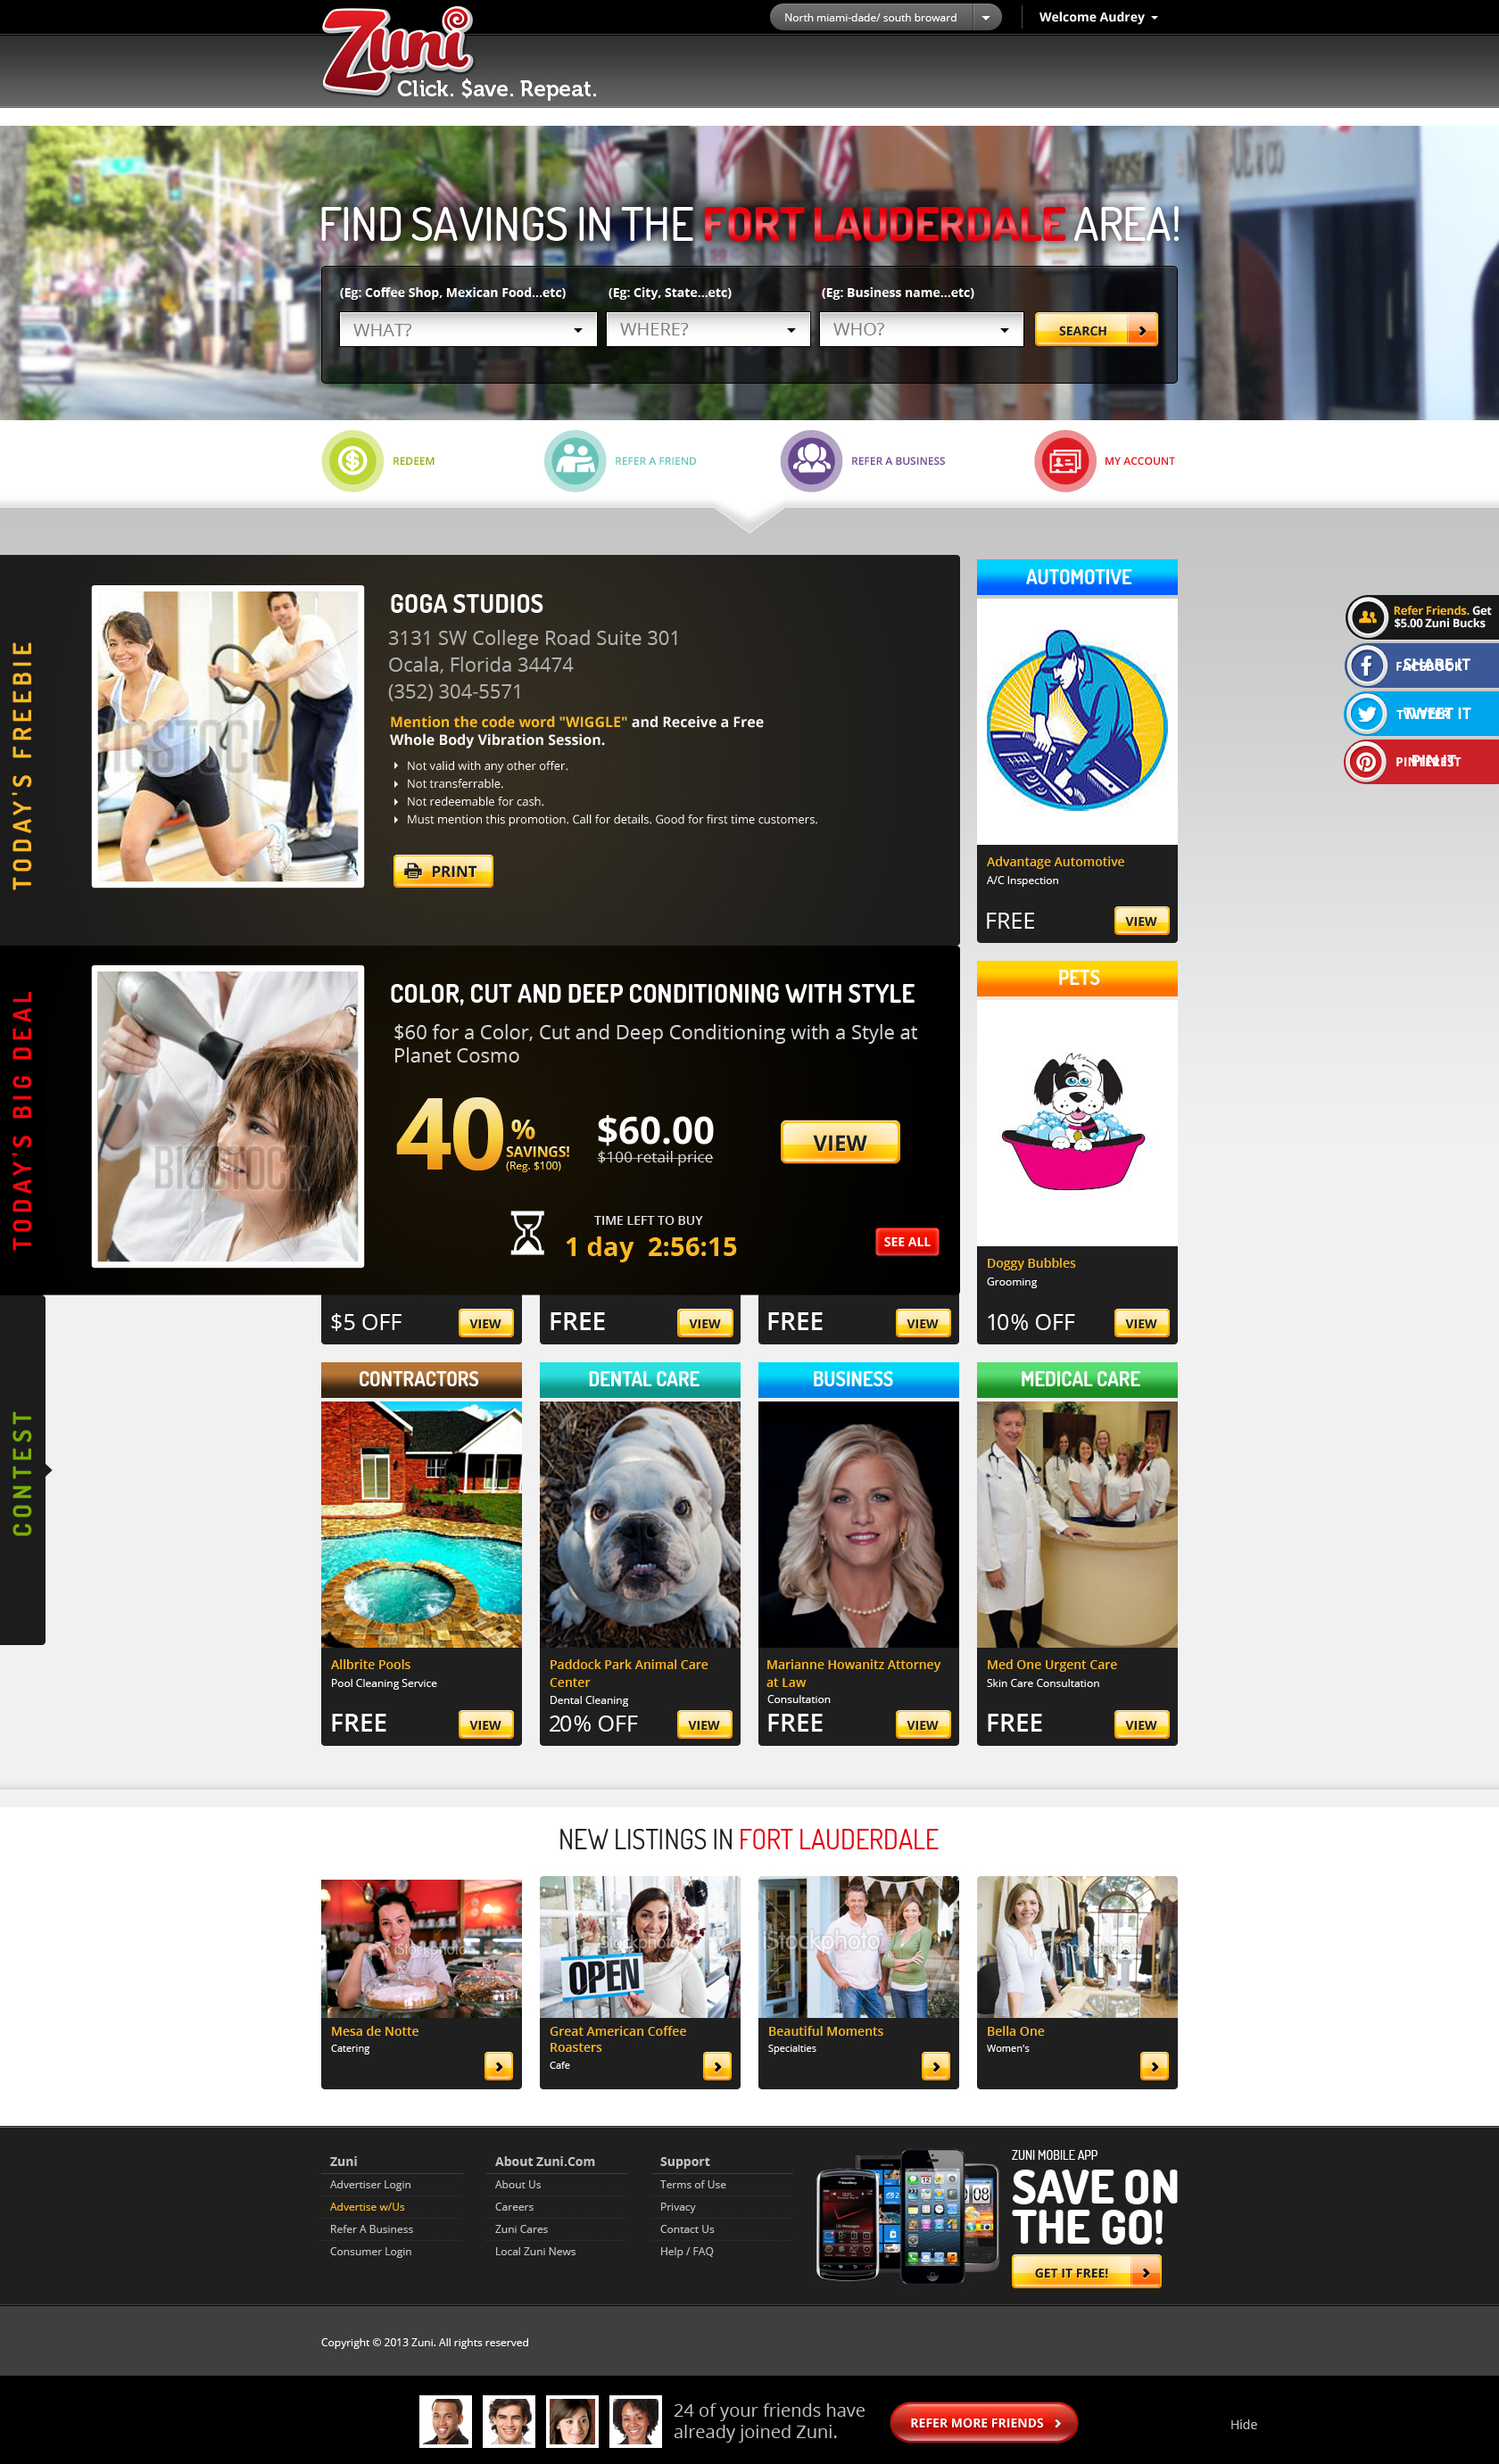 North miami-dade/ south broward
Welcome Audrey
Zuni
Click. $ave. Repeat.
FIND SAVINGS IN THE FORT LAUDERDALE AREA!
(Eg: Coffee Shop, Mexican Food...etc)
(Eg: City, State...etc)
(Eg: Business name...etc)
WHAT?
WHERE?
WHO?
SEARCH
REDEEM
REFER A FRIEND
REFER A BUSINESS
MY ACCOUNT
TODAY'S FREEBIE
BIGSTOCK
GOGA STUDIOS
3131 SW College Road Suite 301
Ocala, Florida 34474
(352) 304-5571
Mention the code word "WIGGLE" and Receive a Free
Whole Body Vibration Session.
Not valid with any other offer.
Not transferrable.
Not redeemable for cash.
Must mention this promotion. Call for details. Good for first time customers.
PRINT
AUTOMOTIVE
Advantage Automotive
A/C Inspection
FREE
VIEW
Refer Friends. Get
$5.00 Zuni Bucks
FACEBOOK
SHARE IT
TWITTER
TWEET IT
PINTEREST
PIN IT
TODAY'S BIG DEAL
BIGSTOCK
COLOR, CUT AND DEEP CONDITIONING WITH STYLE
$60 for a Color, Cut and Deep Conditioning with a Style at
Planet Cosmo
40%
SAVINGS!
(Reg. $100)
$60.00
$100 retail price
VIEW
TIME LEFT TO BUY
1 day 2:56:15
SEE ALL
PETS
Doggy Bubbles
Grooming
10% OFF
VIEW
$5 OFF
VIEW
FREE
VIEW
FREE
VIEW
CONTEST
CONTRACTORS
Allbrite Pools
Pool Cleaning Service
FREE
VIEW
DENTAL CARE
Paddock Park Animal Care
Center
Dental Cleaning
20% OFF
VIEW
BUSINESS
Marianne Howanitz Attorney
at Law
Consultation
FREE
VIEW
MEDICAL CARE
Med One Urgent Care
Skin Care Consultation
FREE
VIEW
NEW LISTINGS IN FORT LAUDERDALE
iStockphoto
Mesa de Notte
Catering
iStockphoto
OPEN
Great American Coffee
Roasters
Cafe
iStockphoto
Beautiful Moments
Specialties
iStockphoto
Bella One
Women's
Zuni
Advertiser Login
Advertise w/Us
Refer A Business
Consumer Login
About Zuni.Com
About Us
Careers
Zuni Cares
Local Zuni News
Support
Terms of Use
Privacy
Contact Us
Help / FAQ
ZUNI MOBILE APP
SAVE ON
THE GO!
GET IT FREE!
Copyright © 2013 Zuni. All rights reserved
24 of your friends have
already joined Zuni.
REFER MORE FRIENDS
Hide